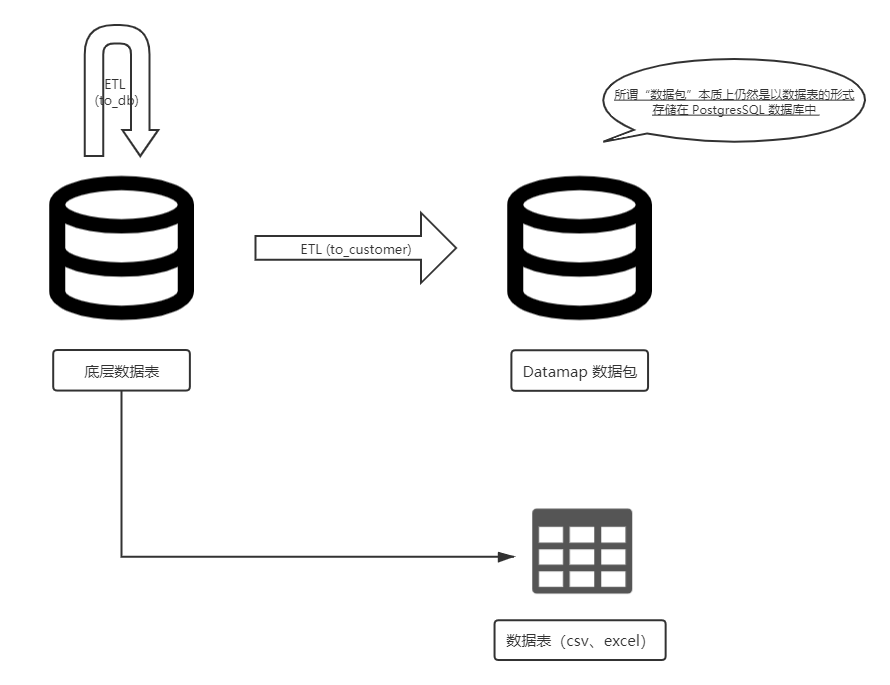 ETL
(to_db)
所谓“数据包”本质上仍然是以数据表的形式
存储在 PostgresSQL 数据库中
ETL (to_customer)
底层数据表
Datamap 数据包
数据表（csv、excel）